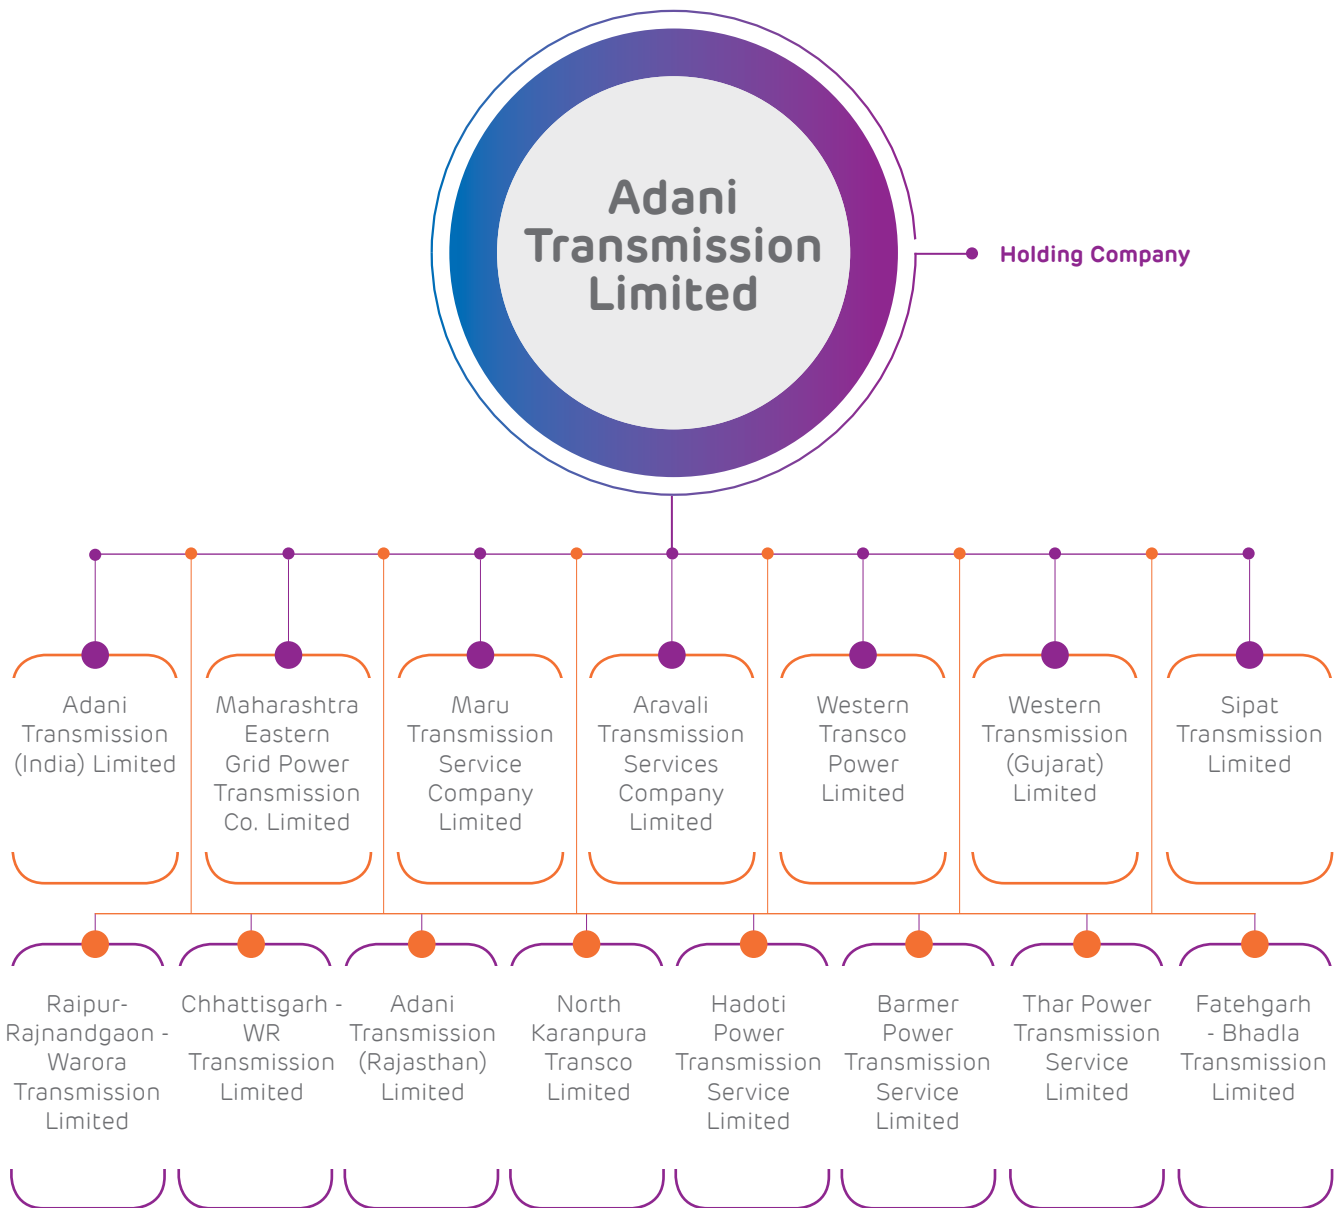 Adani
Transmission
Limited
Holding Company
Adani
Transmission
(India) Limited
Maharashtra
Eastern
Grid Power
Transmission
Co. Limited
Maru
Transmission
Service
Company
Limited
Aravali
Transmission
Services
Company
Limited
Western
Transco
Power
Limited
Western
Transmission
(Gujarat)
Limited
Sipat
Transmission
Limited
Raipur-
Rajnandgaon -
Warora
Transmission
Limited
Chhattisgarh -
WR
Transmission
Limited
Adani
Transmission
(Rajasthan)
Limited
North
Karanpura
Transco
Limited
Hadoti
Power
Transmission
Service
Limited
Barmer
Power
Transmission
Service
Limited
Thar Power
Transmission
Service
Limited
Fatehgarh
- Bhadla
Transmission
Limited